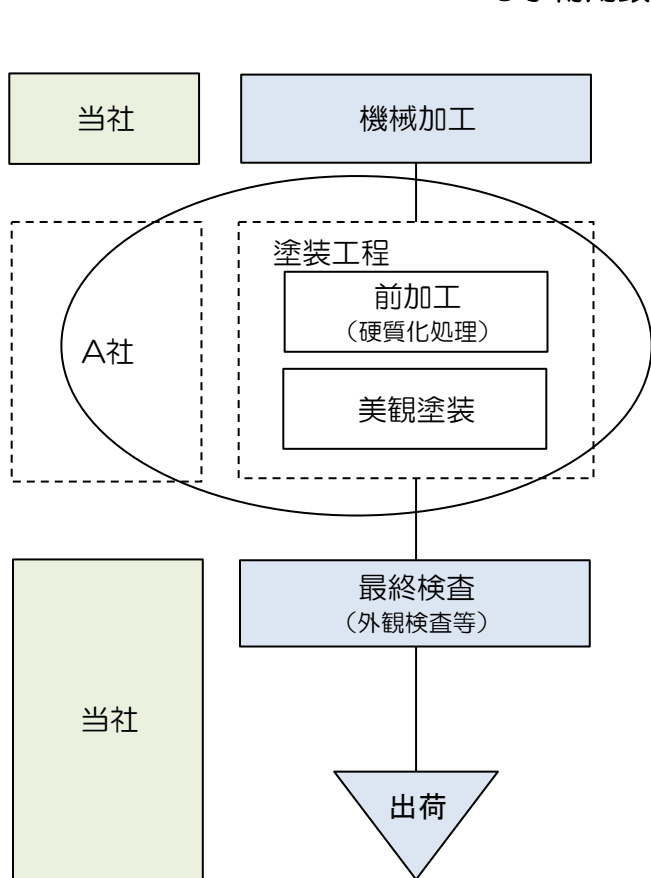 当社
機械加工
塗装工程
前加工
（硬質化処理）
A社
美観塗装
最終検査
（外観検査等）
当社
出荷